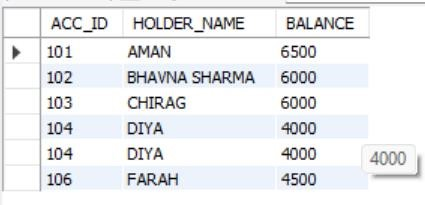 ACC_ID HOLDER_NAME BALANCE
101 AMAN 6500
102 BHAVNA SHARMA 6000
103 CHIRAG 6000
104 DIYA 4000
104 DIYA 4000
4000
106 FARAH 4500